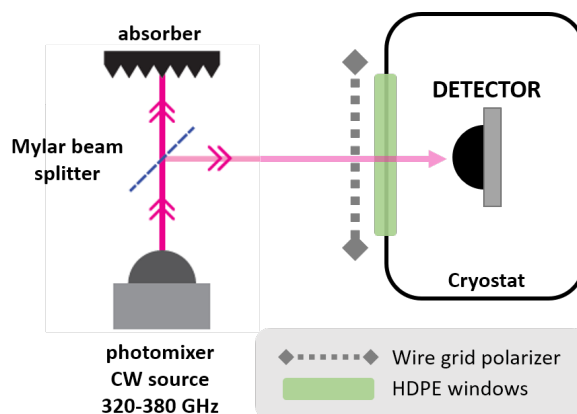 absorber
Mylar beam
splitter
photomixer
CW source
320-380 GHz
DETECTOR
Cryostat
Wire grid polarizer
HDPE windows